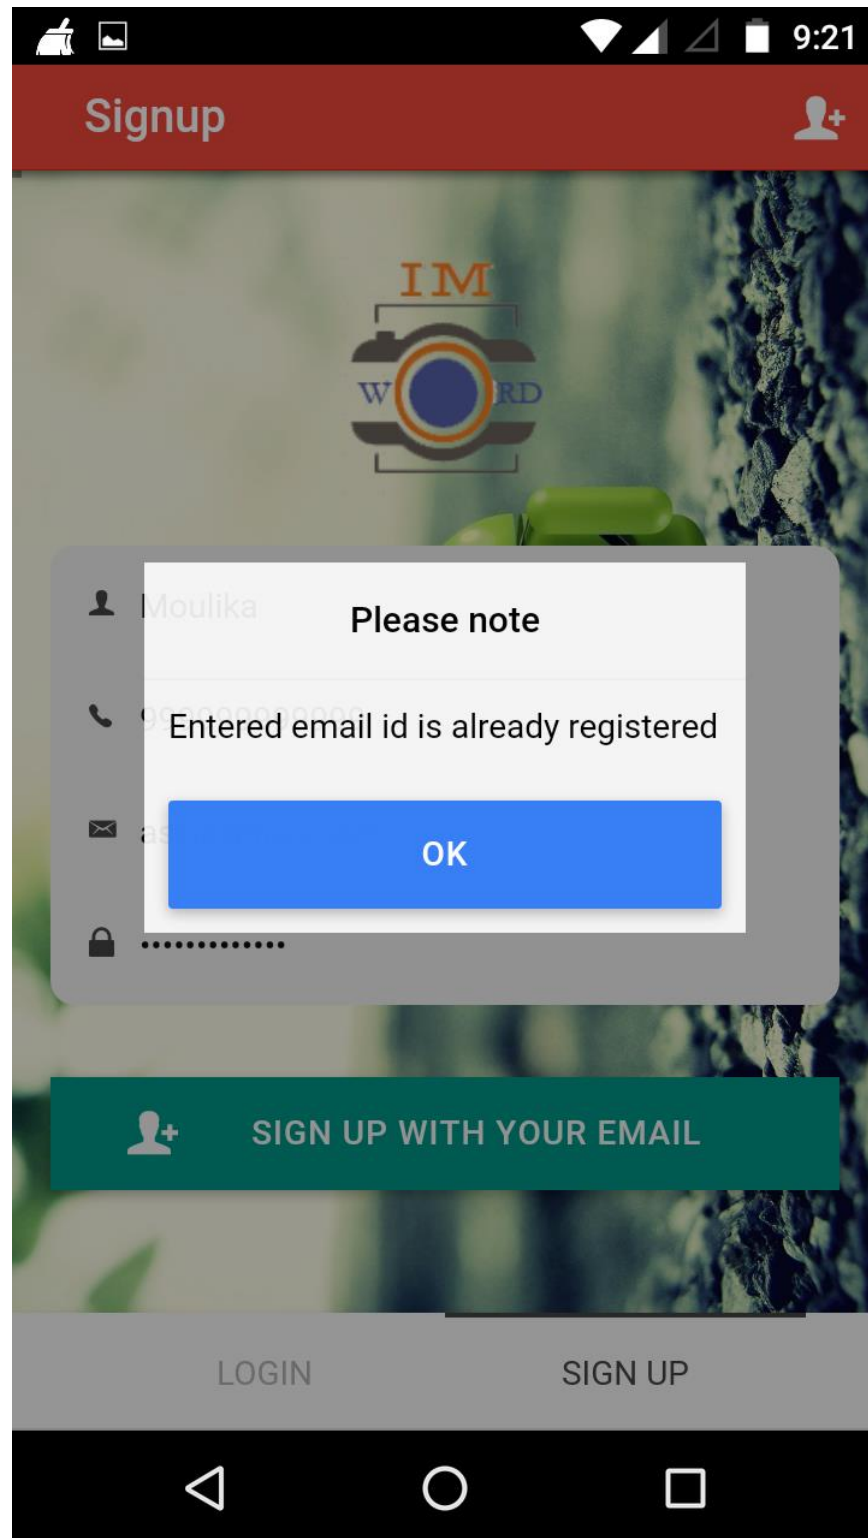 9:21
Signup
IM
W RD
Moulika
Please note
Entered email id is already registered
OK
•••••••••••••
SIGN UP WITH YOUR EMAIL
LOGIN
SIGN UP